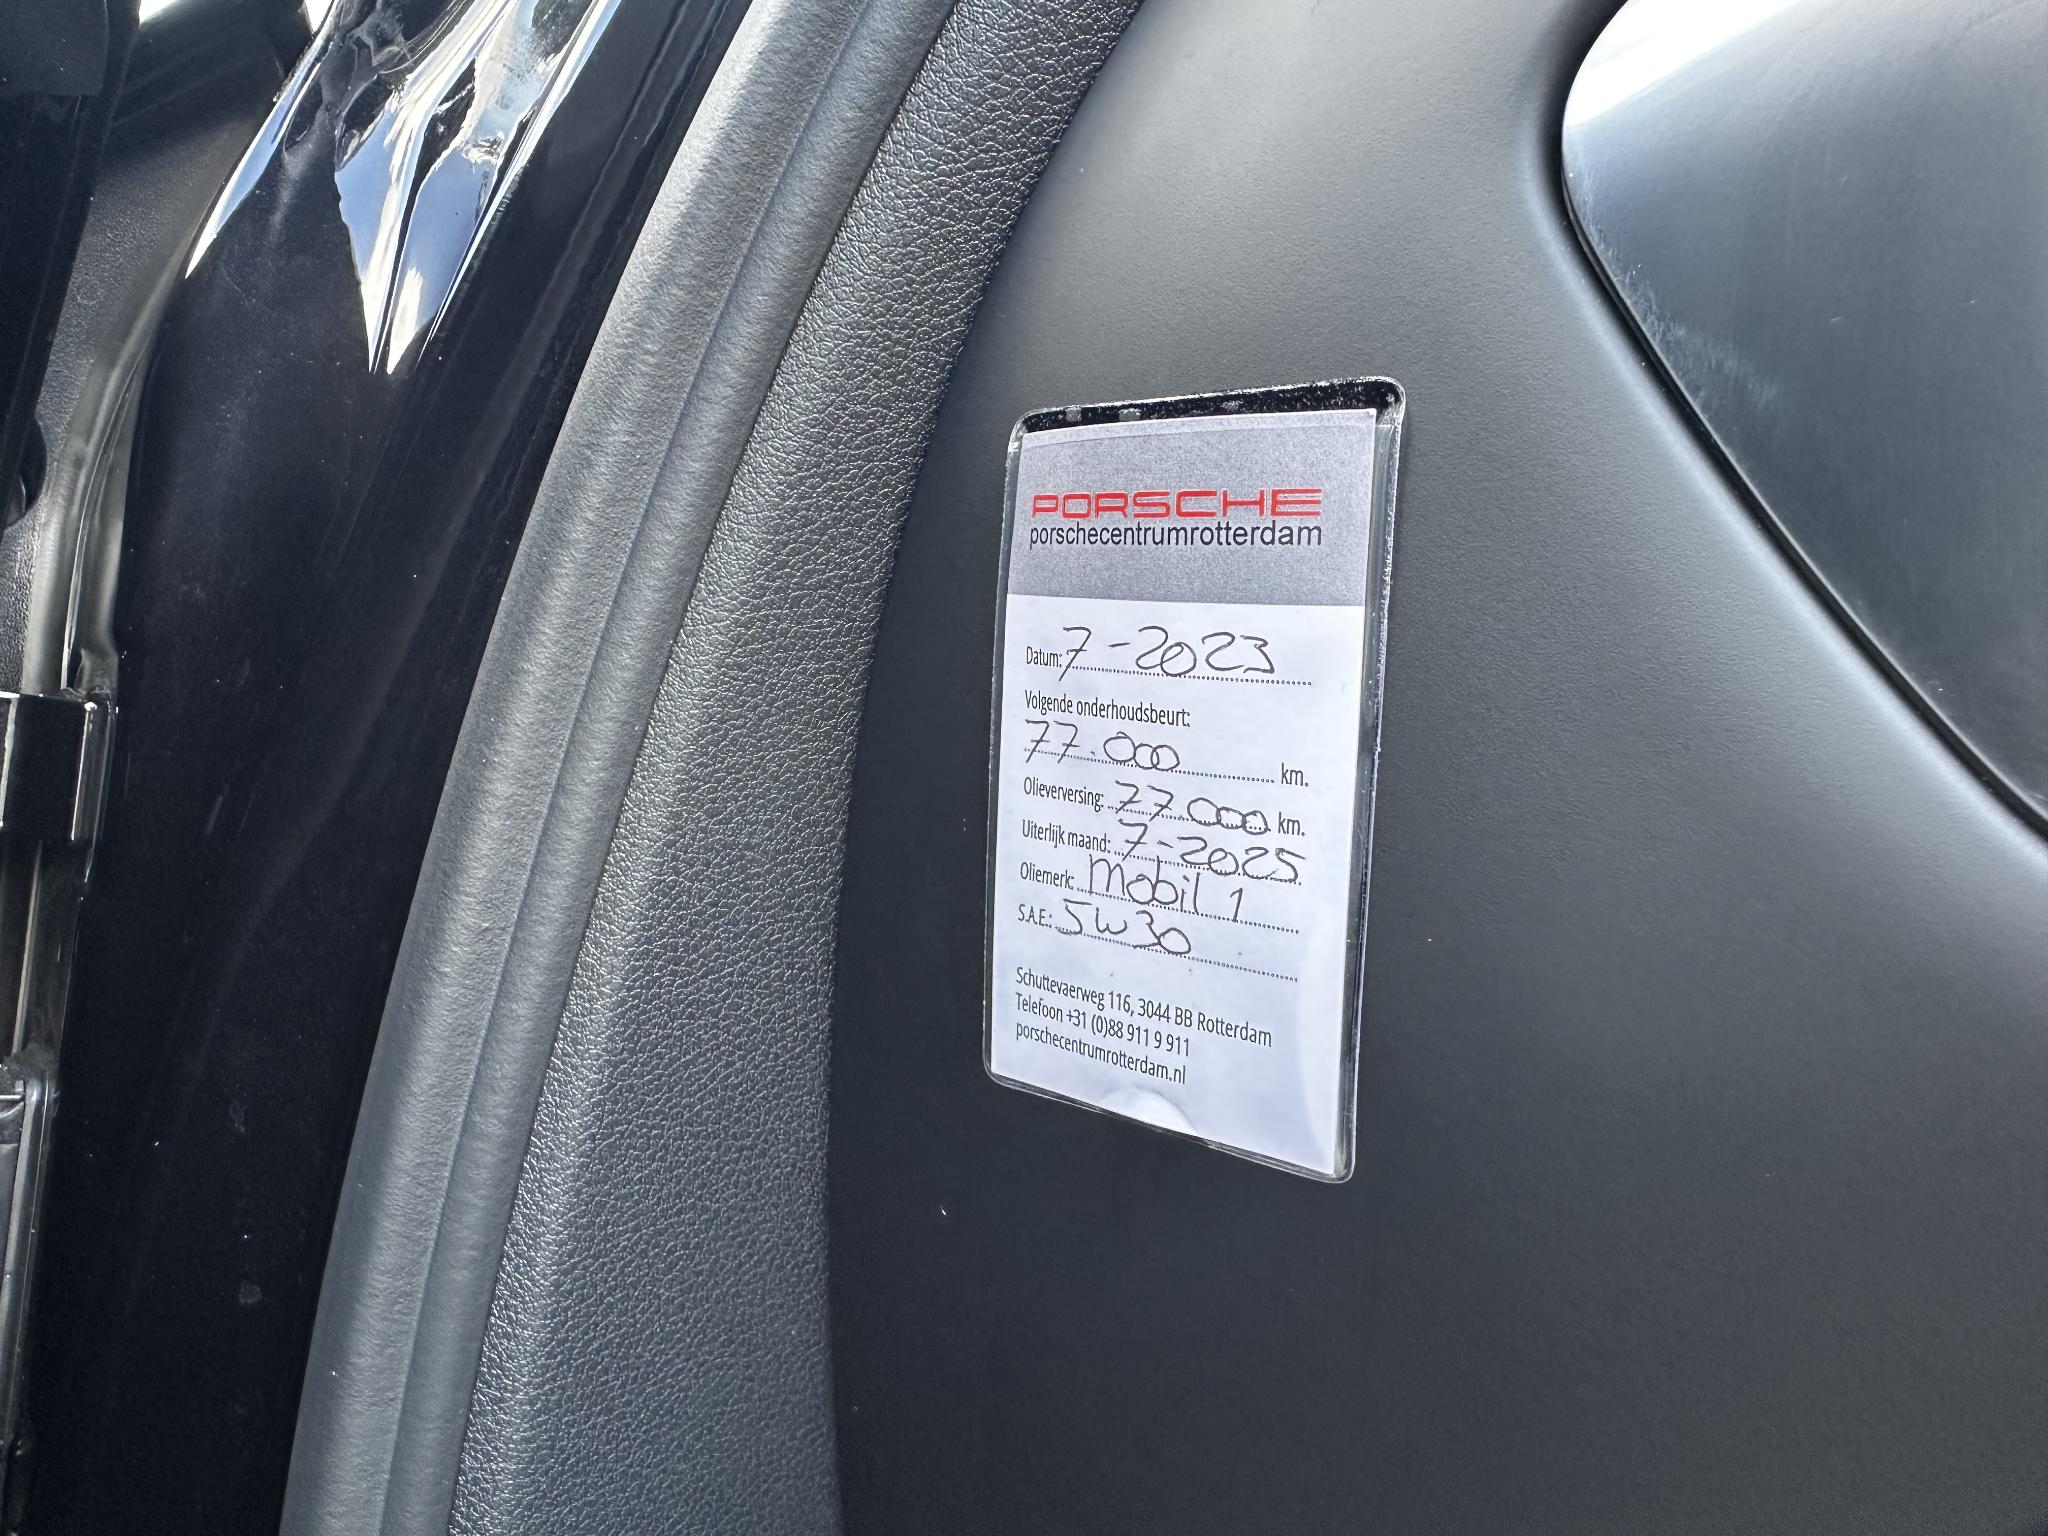 PORSCHE
porschecentrumrotterdam
Datum: 7-2023
Volgende onderhoudsbeurt:
77.000 km.
Olieverversing: 77.000 km.
Uiterlijk maand: 7-2025
Oliemerk: Mobil 1
S.A.E.: 5W30
Schuttevaerweg 116, 3044 BB Rotterdam
Telefoon +31 (0)88 911 9 911
porschecentrumrotterdam.nl